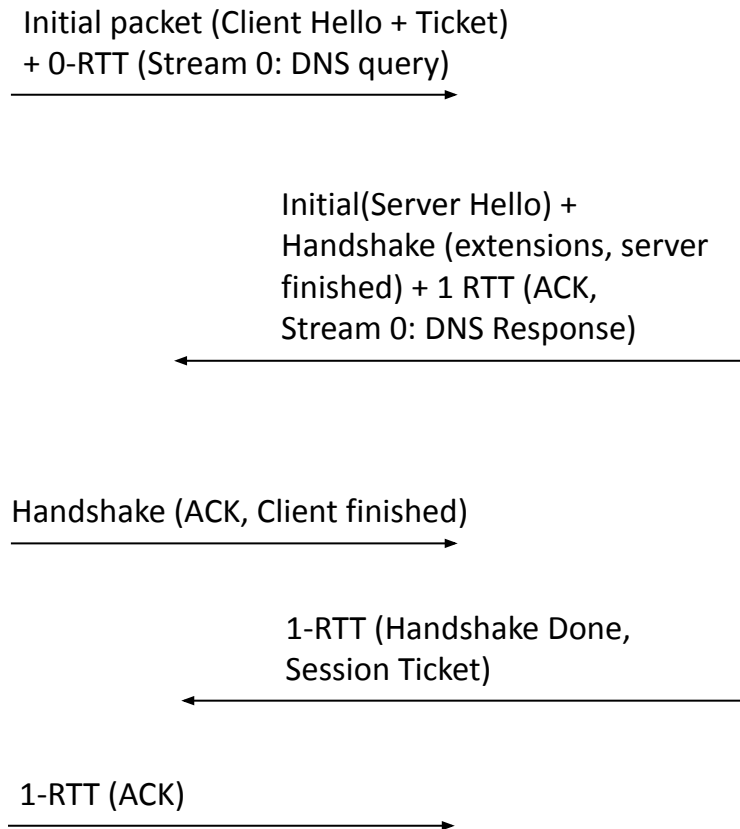 Initial packet (Client Hello + Ticket)
+ 0-RTT (Stream 0: DNS query)
Initial(Server Hello) +
Handshake (extensions, server
finished) + 1 RTT (ACK,
Stream 0: DNS Response)
Handshake (ACK, Client finished)
1-RTT (Handshake Done,
Session Ticket)
1-RTT (ACK)